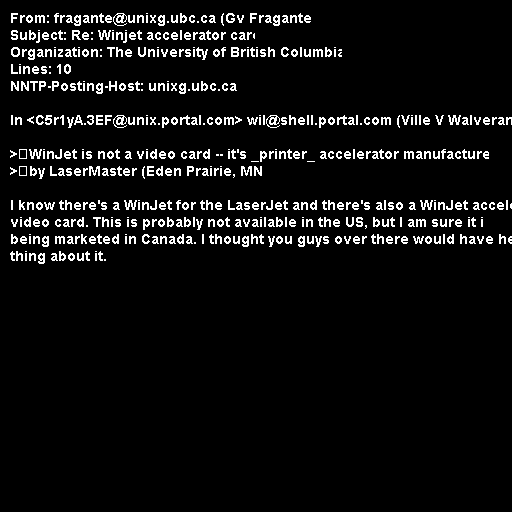 From: fragante@unixg.ubc.ca (Gv Fragante
Subject: Re: Winjet accelerator card
Organization: The University of British Columbia
Lines: 10
NNTP-Posting-Host: unixg.ubc.ca
In <C5r1yA.3EF@unix.portal.com> wil@shell.portal.com (Ville V Walveran
>WinJet is not a video card -- it's _printer_ accelerator manufacture
>by LaserMaster (Eden Prairie, MN
I know there's a WinJet for the LaserJet and there's also a WinJet accele
video card. This is probably not available in the US, but I am sure it i
being marketed in Canada. I thought you guys over there would have he
thing about it.